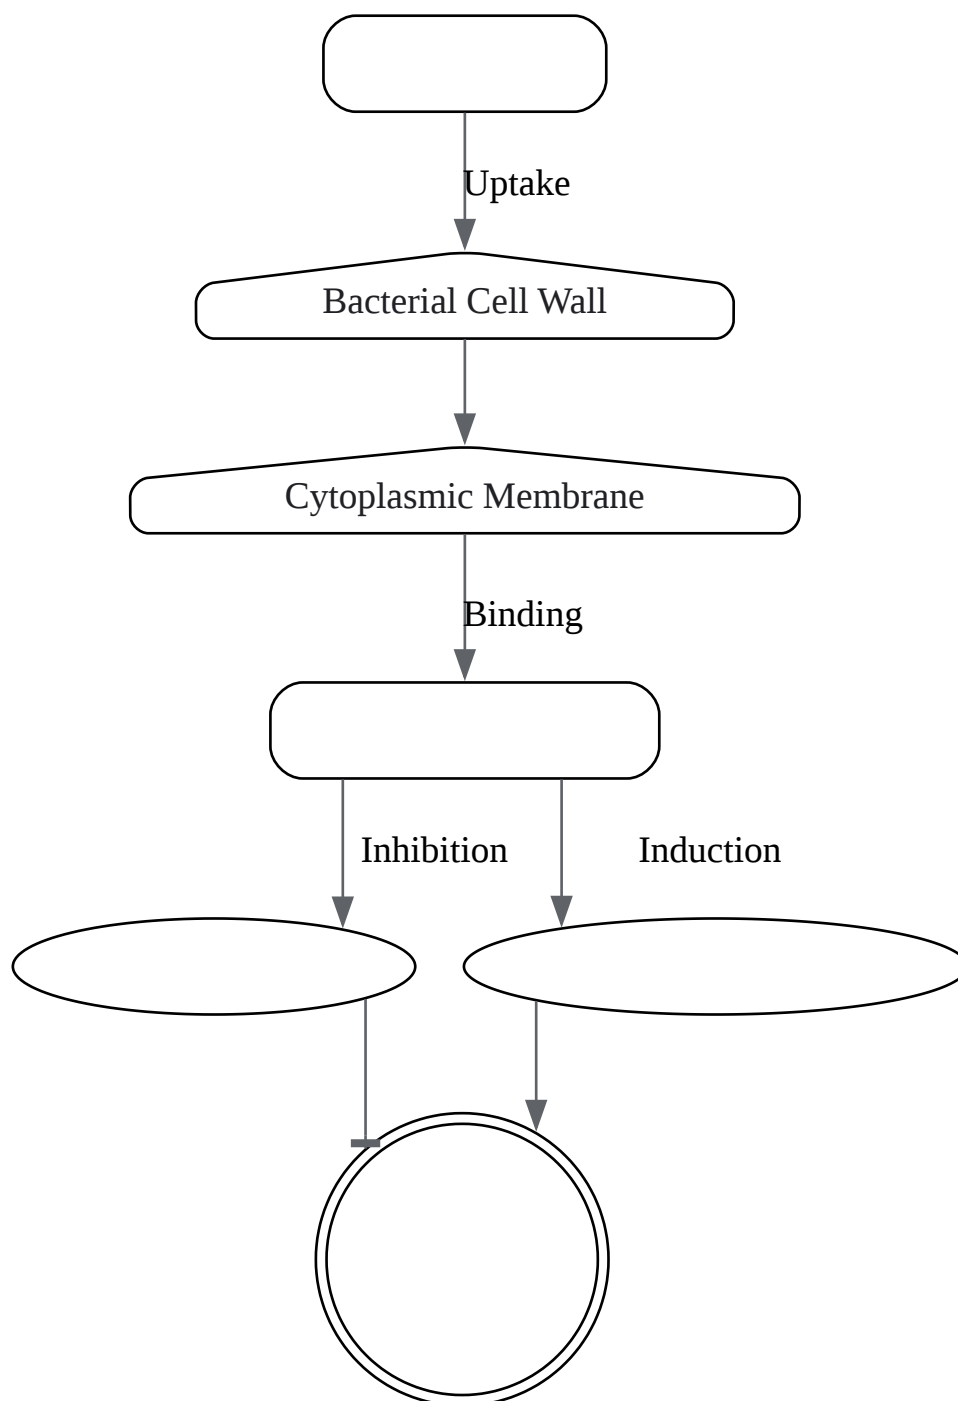 Uptake
Bacterial Cell Wall
Cytoplasmic Membrane
Binding
Inhibition
Induction